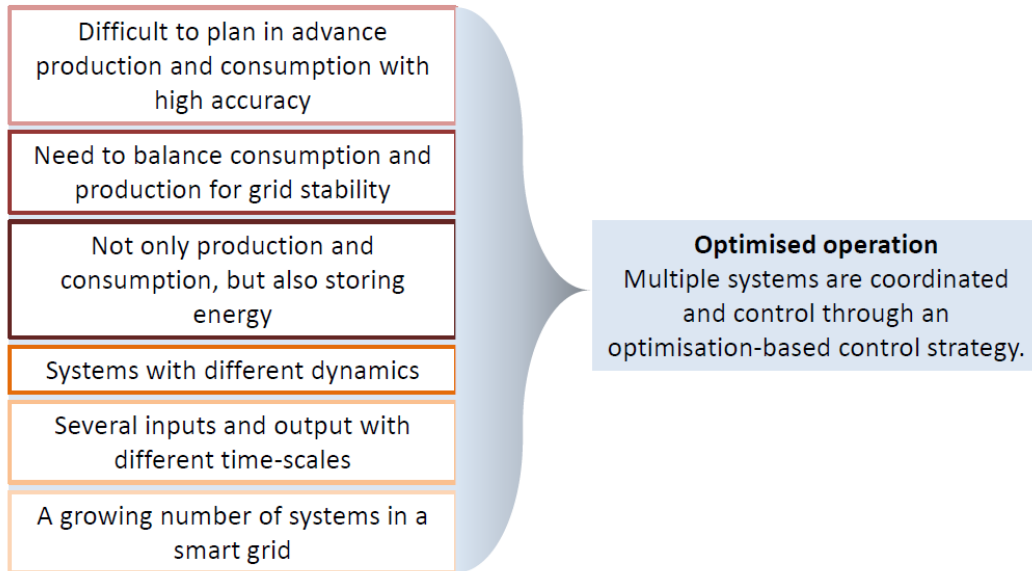 Difficult to plan in advance
production and consumption with
high accuracy
Need to balance consumption and
production for grid stability
Not only production and
consumption, but also storing
energy
Systems with different dynamics
Several inputs and output with
different time-scales
A growing number of systems in a
smart grid
Optimised operation
Multiple systems are coordinated
and control through an
optimisation-based control strategy.